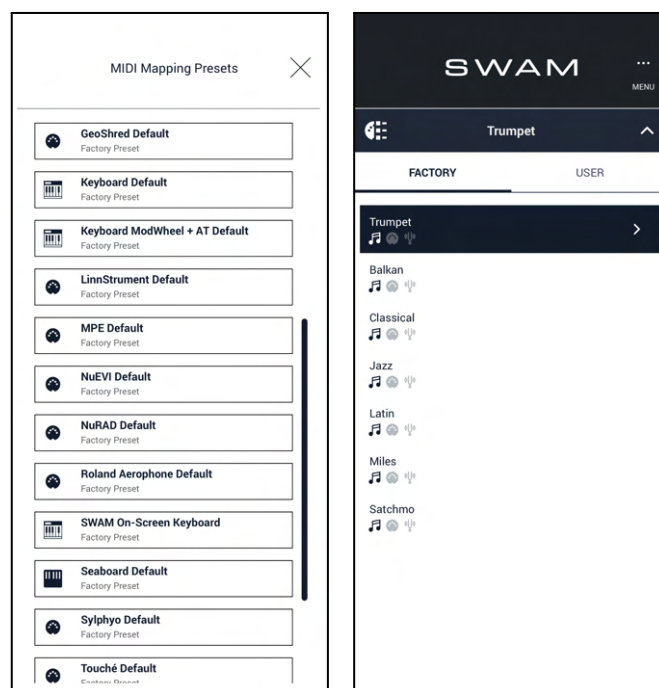 MIDI Mapping Presets
GeoShred Default
Factory Preset
Keyboard Default
Factory Preset
Keyboard ModWheel + AT Default
Factory Preset
LinnStrument Default
Factory Preset
MPE Default
Factory Preset
NuEVI Default
Factory Preset
NuRAD Default
Factory Preset
Roland Aerophone Default
Factory Preset
SWAM On-Screen Keyboard
Factory Preset
Seaboard Default
Factory Preset
Sylphyo Default
Factory Preset
Touché Default
Factory Preset
SWAM
MENU
Trumpet
FACTORY USER
Trumpet
Balkan
Classical
Jazz
Latin
Miles
Satchmo